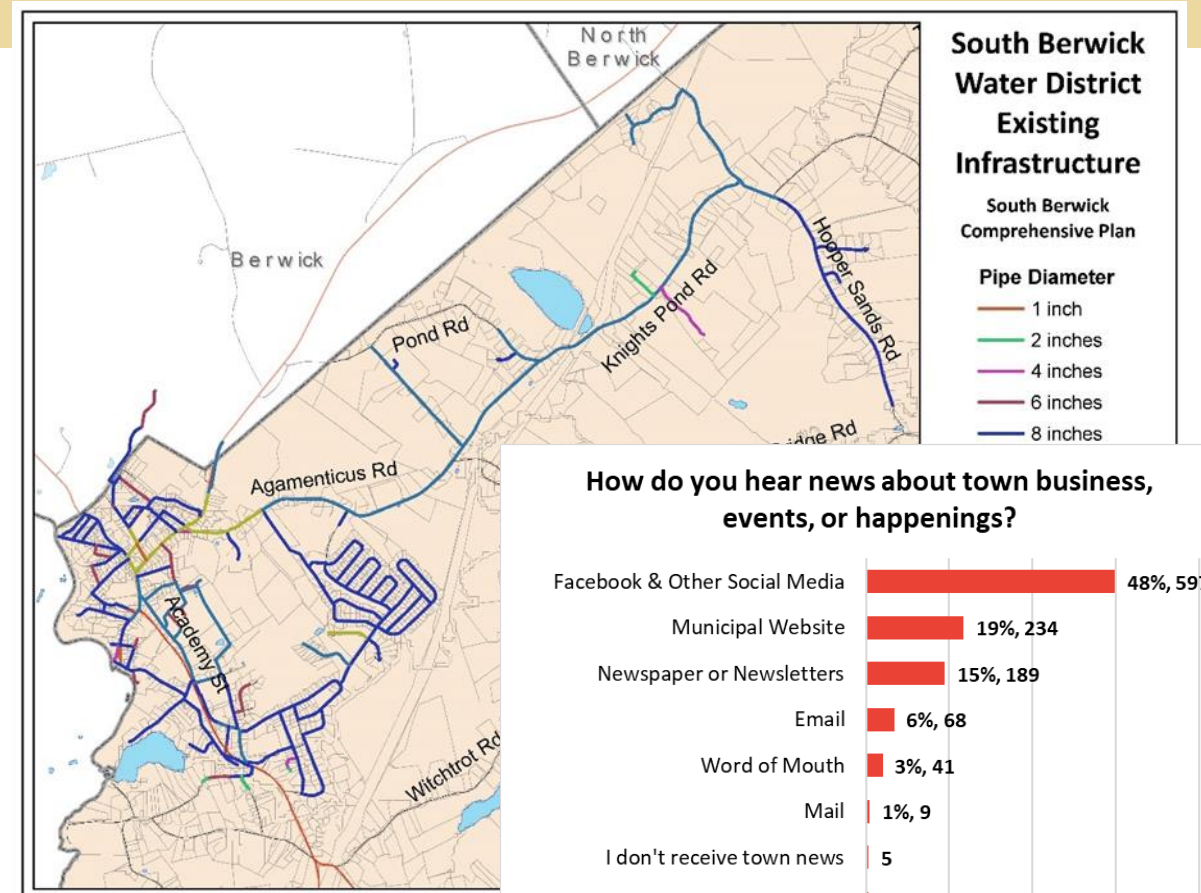 North
Berwick
Berwick
Pond Rd
Knights Pond Rd
Hooper Sands Rd
Agamenticus Rd
Academy St
Witchtrot Rd
South Berwick
Water District
Existing
Infrastructure
South Berwick
Comprehensive Plan
Pipe Diameter
1 inch
2 inches
4 inches
6 inches
8 inches
How do you hear news about town business,
events, or happenings?
Facebook & Other Social Media 48%, 597
Municipal Website 19%, 234
Newspaper or Newsletters 15%, 189
Email 6%, 68
Word of Mouth 3%, 41
Mail 1%, 9
I don't receive town news 5